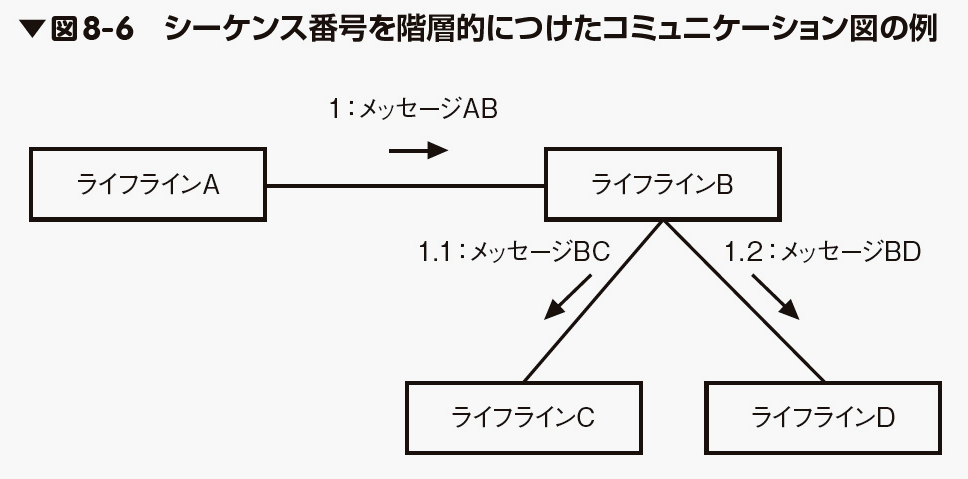 ▼図8-6 シーケンス番号を階層的につけたコミュニケーション図の例
1：メッセージAB
ライフラインA
ライフラインB
1.1：メッセージBC
1.2：メッセージBD
ライフラインC
ライフラインD